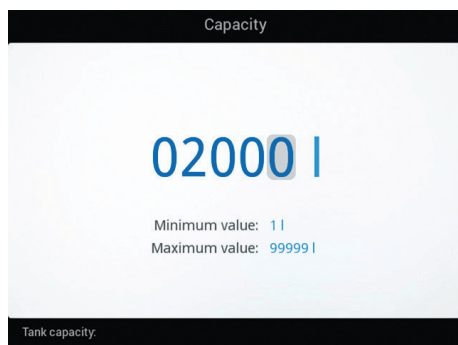 Capacity
02000 l
Minimum value: 1 l
Maximum value: 99999 l
Tank capacity: